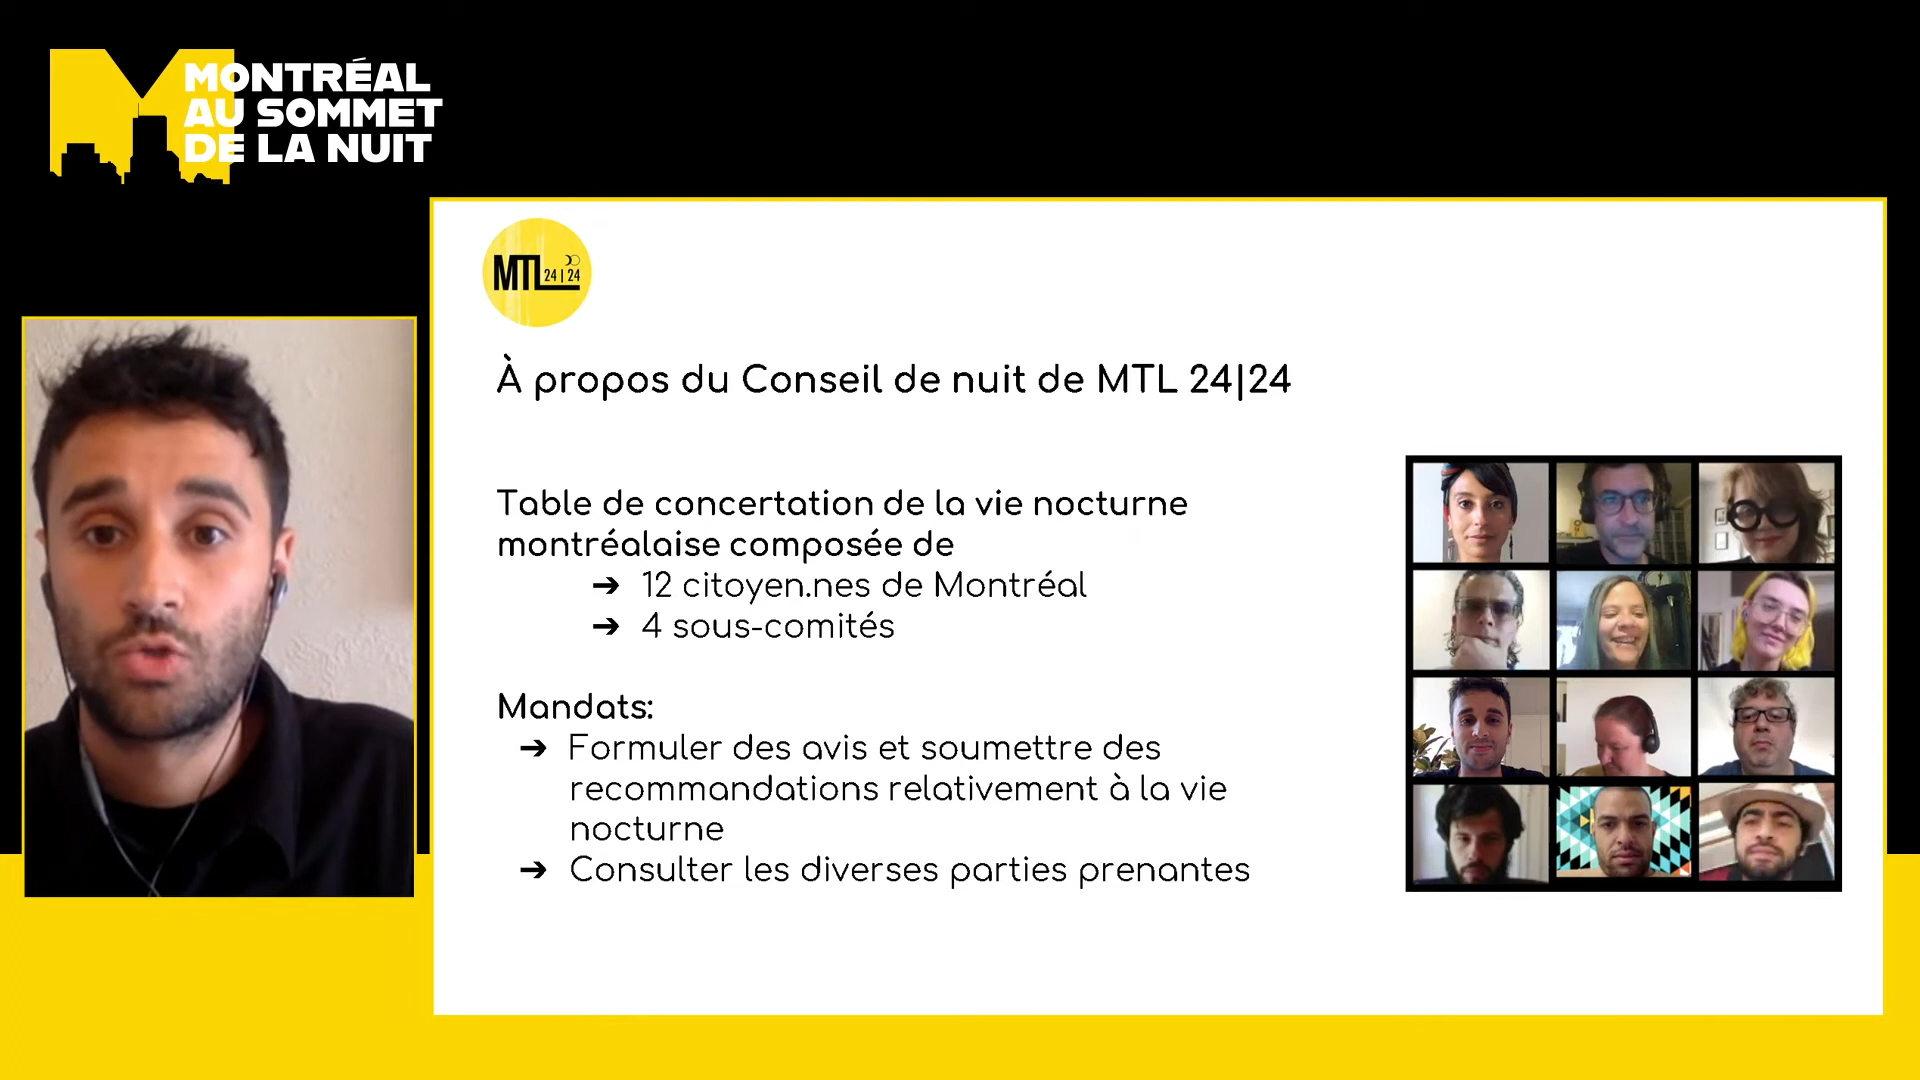 MONTRÉAL
AU SOMMET
DE LA NUIT
MTL 24|24
À propos du Conseil de nuit de MTL 24|24
Table de concertation de la vie nocturne
montréalaise composée de
➔ 12 citoyen.nes de Montréal
➔ 4 sous-comités
Mandats:
➔ Formuler des avis et soumettre des
recommandations relativement à la vie
nocturne
➔ Consulter les diverses parties prenantes